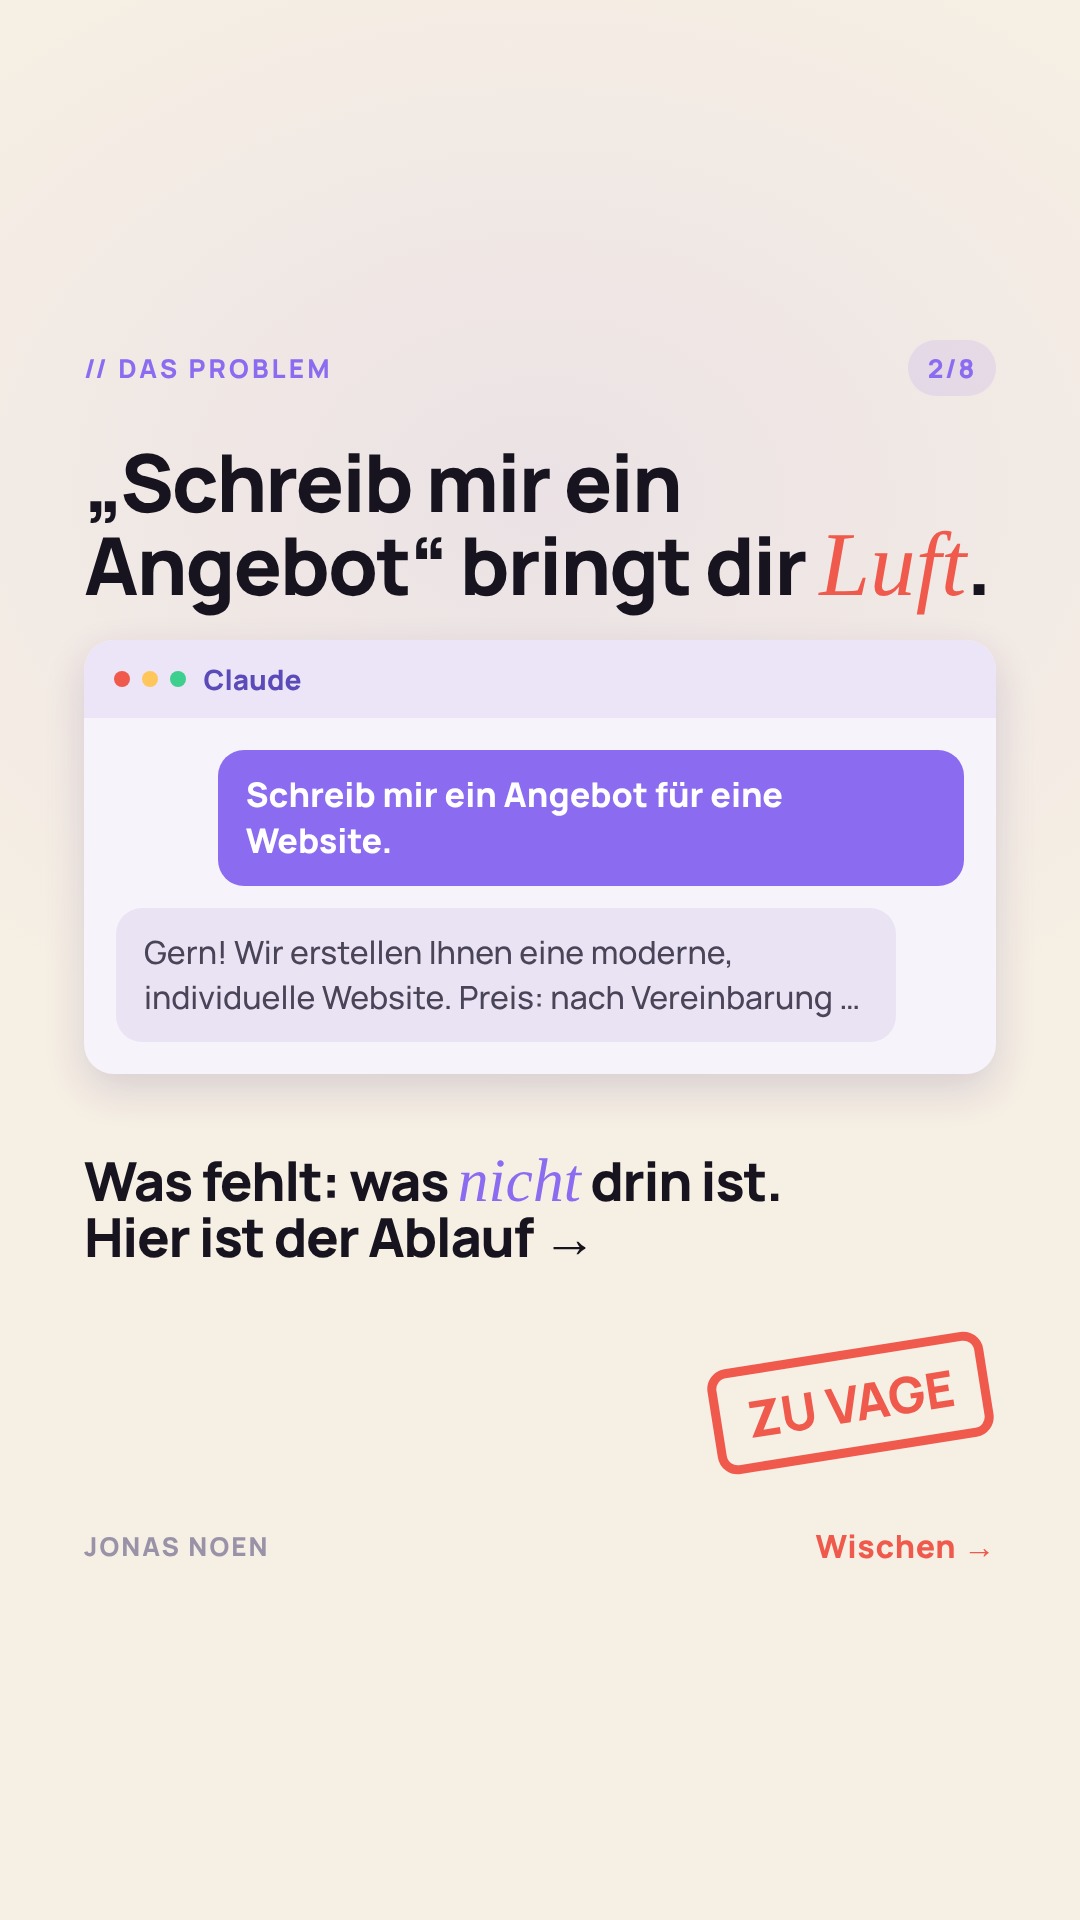 // DAS PROBLEM
2/8
„Schreib mir ein
Angebot“ bringt dir Luft.
Claude
Schreib mir ein Angebot für eine
Website.
Gern! Wir erstellen Ihnen eine moderne,
individuelle Website. Preis: nach Vereinbarung ...
Was fehlt: was nicht drin ist.
Hier ist der Ablauf →
ZU VAGE
JONAS NOEN
Wischen →